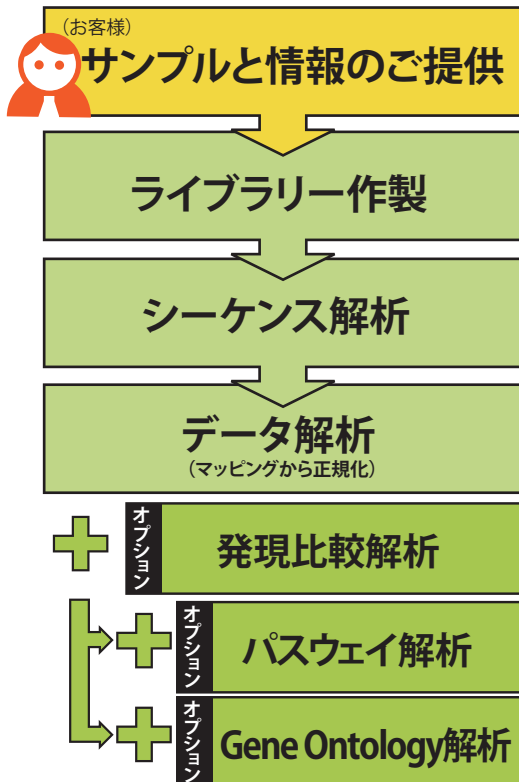 (お客様)
サンプルと情報のご提供
ライブラリー作製
シーケンス解析
データ解析
(マッピングから正規化)
オプション
発現比較解析
オプション
パスウェイ解析
オプション
Gene Ontology解析